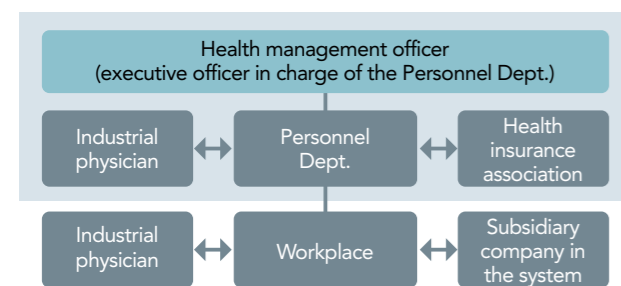 Health management officer
(executive officer in charge of the Personnel Dept.)
Industrial
physician
Personnel
Dept.
Health
insurance
association
Industrial
physician
Workplace
Subsidiary
company in
the system